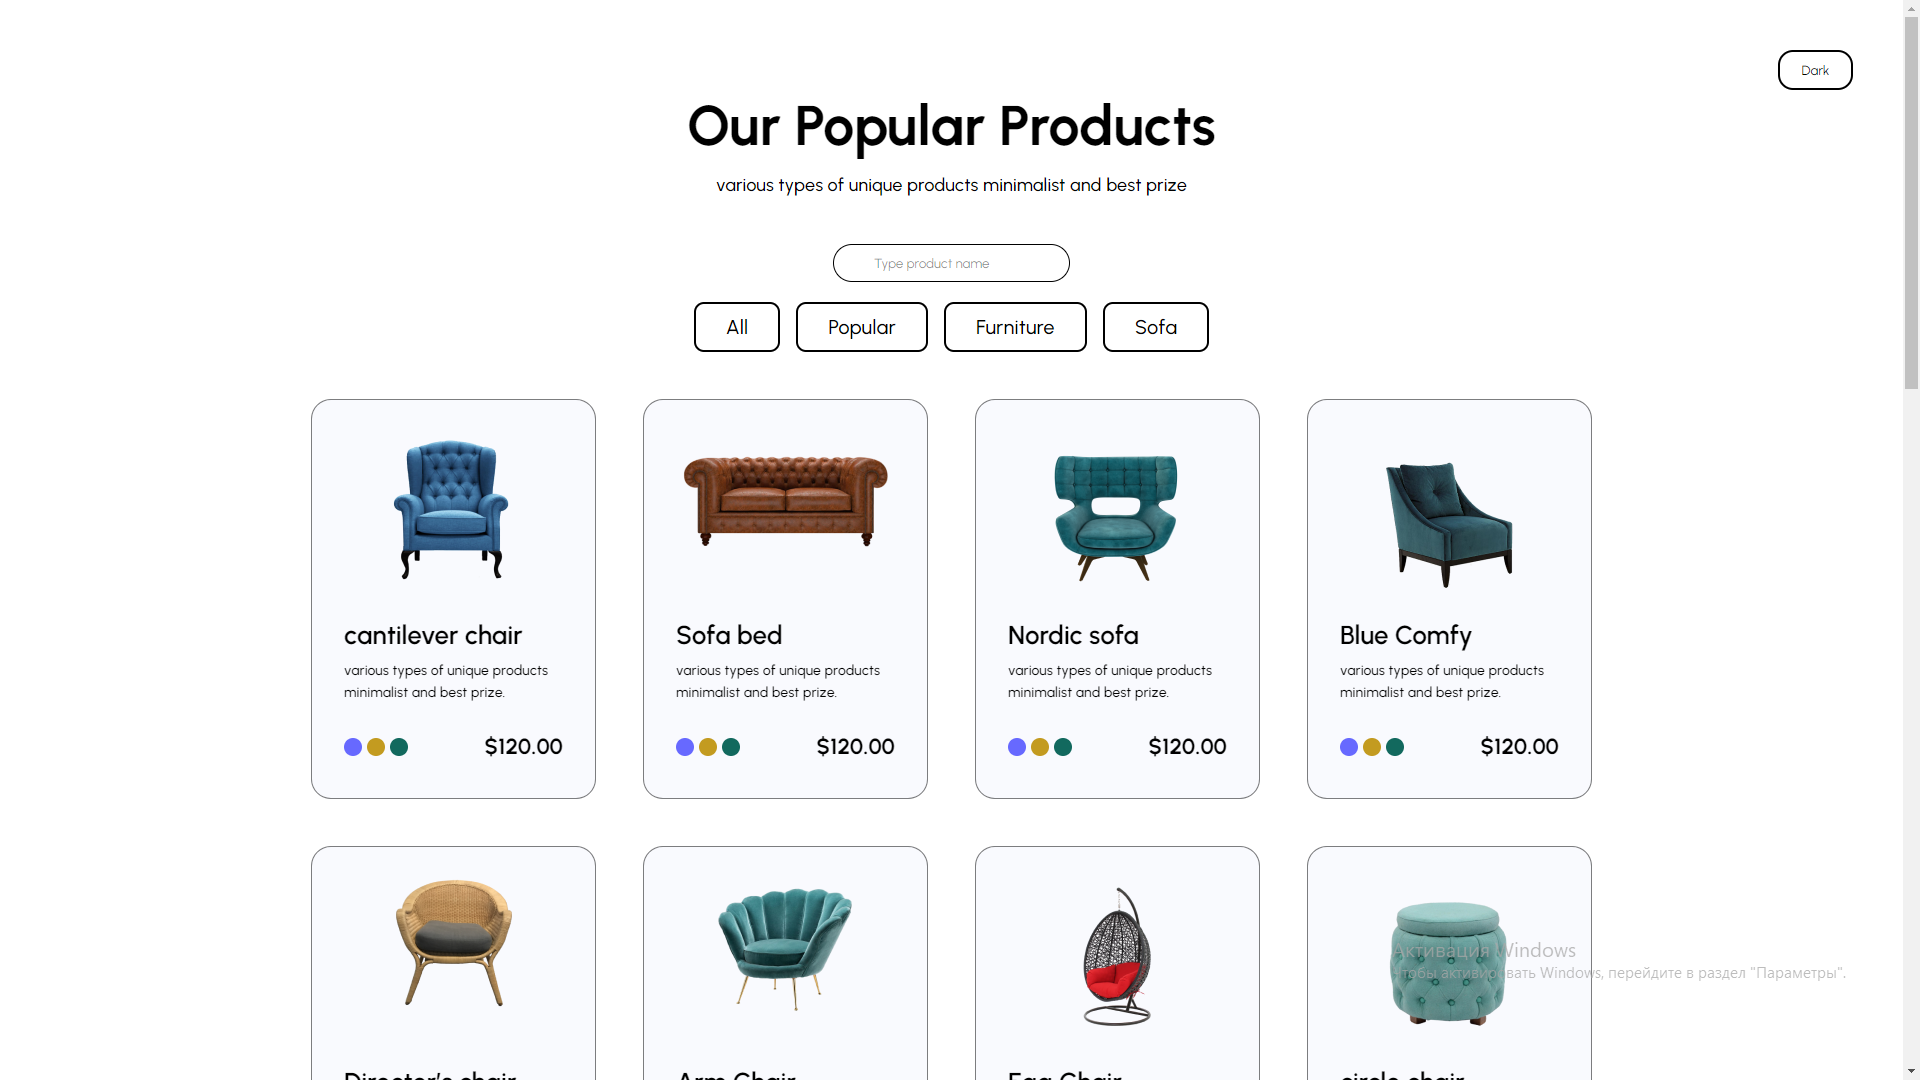 Dark
Our Popular Products
various types of unique products minimalist and best prize
Type product name
All
Popular
Furniture
Sofa
cantilever chair
various types of unique products
minimalist and best prize.
$120.00
Sofa bed
various types of unique products
minimalist and best prize.
$120.00
Nordic sofa
various types of unique products
minimalist and best prize.
$120.00
Blue Comfy
various types of unique products
minimalist and best prize.
$120.00
Активация Windows
Чтобы активировать Windows, перейдите в раздел "Параметры".
Director's chair
Arm Chair
Egg Chair
circle chair